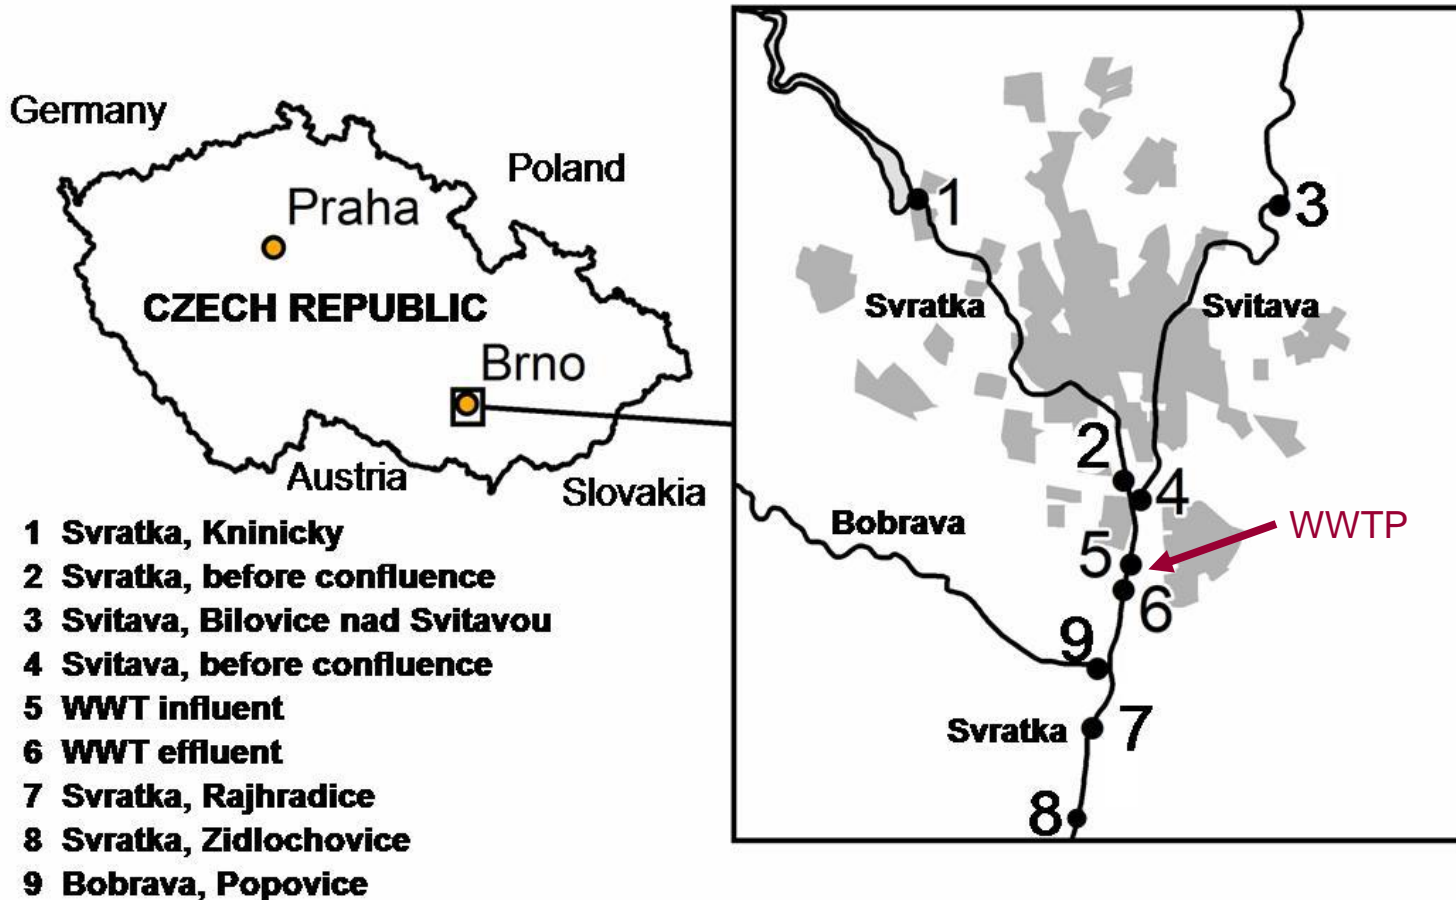 Germany
Poland
Praha
CZECH REPUBLIC
Brno
Austria
Slovakia
1 Svratka, Kninicky
2 Svratka, before confluence
3 Svitava, Bilovice nad Svitavou
4 Svitava, before confluence
5 WWT influent
6 WWT effluent
7 Svratka, Rajhradice
8 Svratka, Zidlochovice
9 Bobrava, Popovice
1
3
Svratka
Svitava
2
4
Bobrava
WWTP
5
6
9
Svratka
7
8